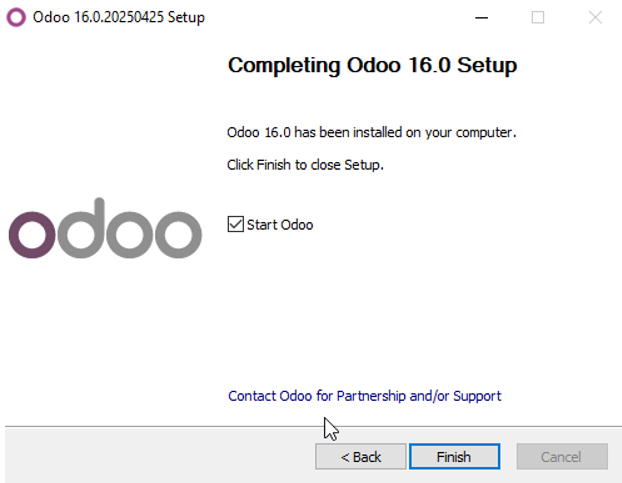 Odoo 16.0.20250425 Setup
Completing Odoo 16.0 Setup
Odoo 16.0 has been installed on your computer.
Click Finish to close Setup.
odoo
Start Odoo
Contact Odoo for Partnership and/or Support
< Back
Finish
Cancel